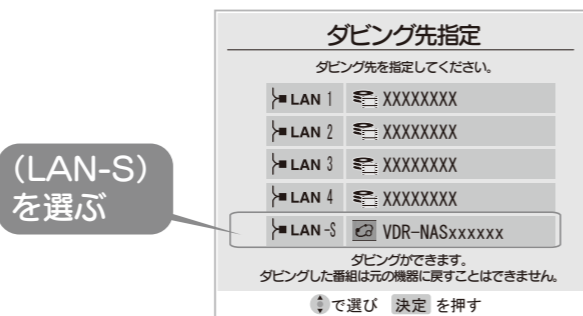 ダビング先指定
ダビング先を指定してください。
LAN 1 XXXXXXXX
LAN 2 XXXXXXXX
LAN 3 XXXXXXXX
LAN 4 XXXXXXXX
(LAN-S)
を選ぶ
LAN -S VDR-NASxxxxxx
ダビングができます。
ダビングした番組は元の機器に戻すことはできません。
で選び 決定 を押す